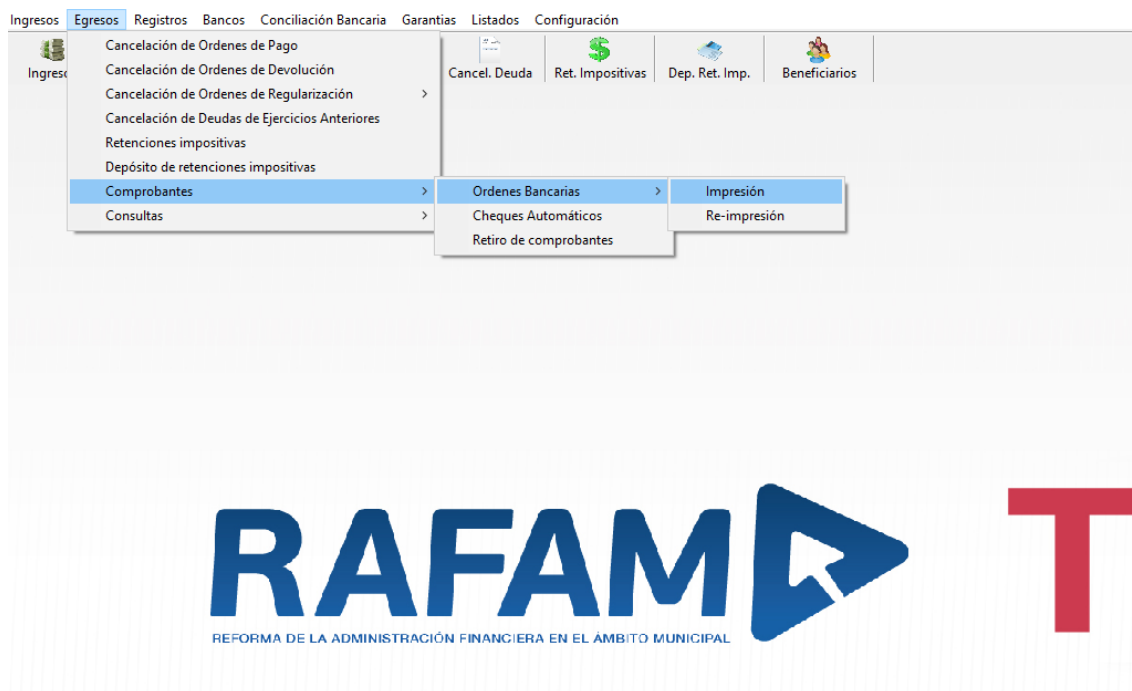 Ingresos Egresos Registros Bancos Conciliación Bancaria Garantias Listados Configuración
Cancelación de Ordenes de Pago
Cancelación de Ordenes de Devolución
Cancelación de Ordenes de Regularización >
Cancelación de Deudas de Ejercicios Anteriores
Retenciones impositivas
Depósito de retenciones impositivas
Comprobantes >
Consultas >
Cancel. Deuda Ret. Impositivas Dep. Ret. Imp. Beneficiarios
Ordenes Bancarias >
Cheques Automáticos
Retiro de comprobantes
Impresión
Re-impresión
RAFAM
REFORMA DE LA ADMINISTRACIÓN FINANCIERA EN EL ÁMBITO MUNICIPAL
T